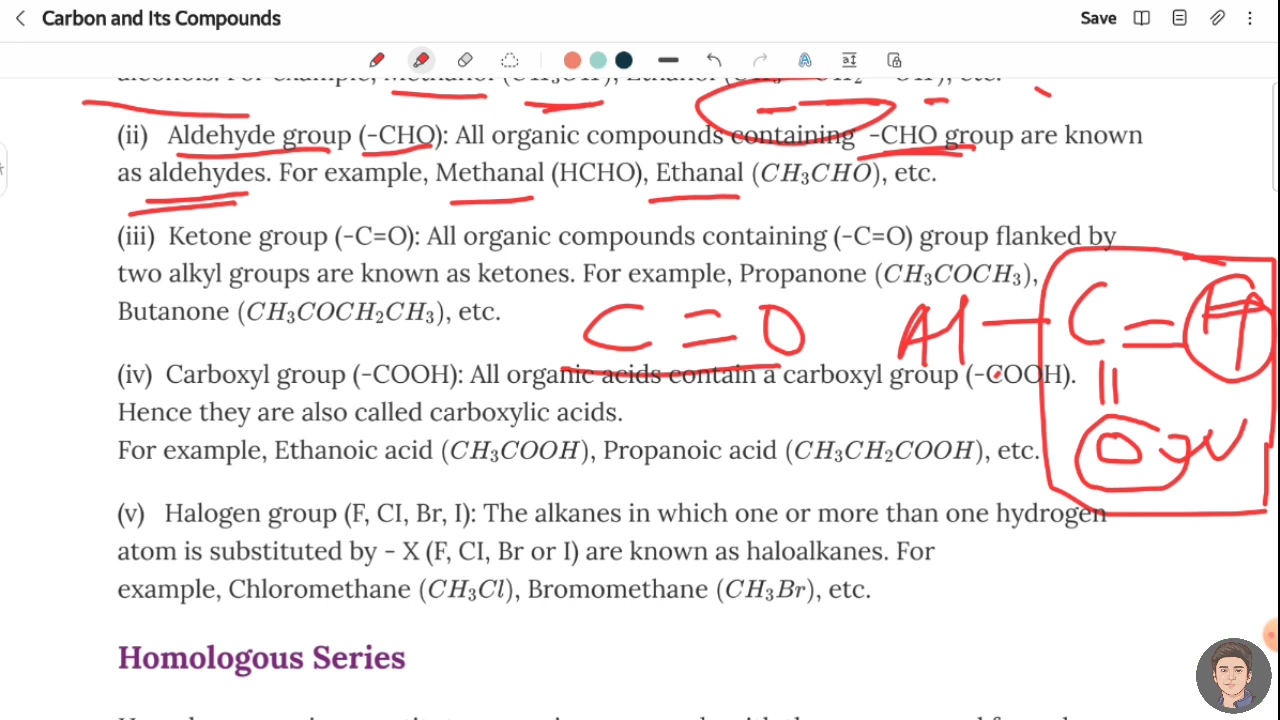 Carbon and Its Compounds
Save
(ii) Aldehyde group (-CHO): All organic compounds containing -CHO group are known
as aldehydes. For example, Methanal (HCHO), Ethanal (CH₃CHO), etc.
(iii) Ketone group (-C=O): All organic compounds containing (-C=O) group flanked by
two alkyl groups are known as ketones. For example, Propanone (CH₃COCH₃),
Butanone (CH₃COCH₂CH₃), etc.
C = O
Al - C =
O
(iv) Carboxyl group (-COOH): All organic acids contain a carboxyl group (-COOH).
Hence they are also called carboxylic acids.
For example, Ethanoic acid (CH₃COOH), Propanoic acid (CH₃CH₂COOH), etc.
(v) Halogen group (F, CI, Br, I): The alkanes in which one or more than one hydrogen
atom is substituted by - X (F, CI, Br or I) are known as haloalkanes. For
example, Chloromethane (CH₃Cl), Bromomethane (CH₃Br), etc.
Homologous Series